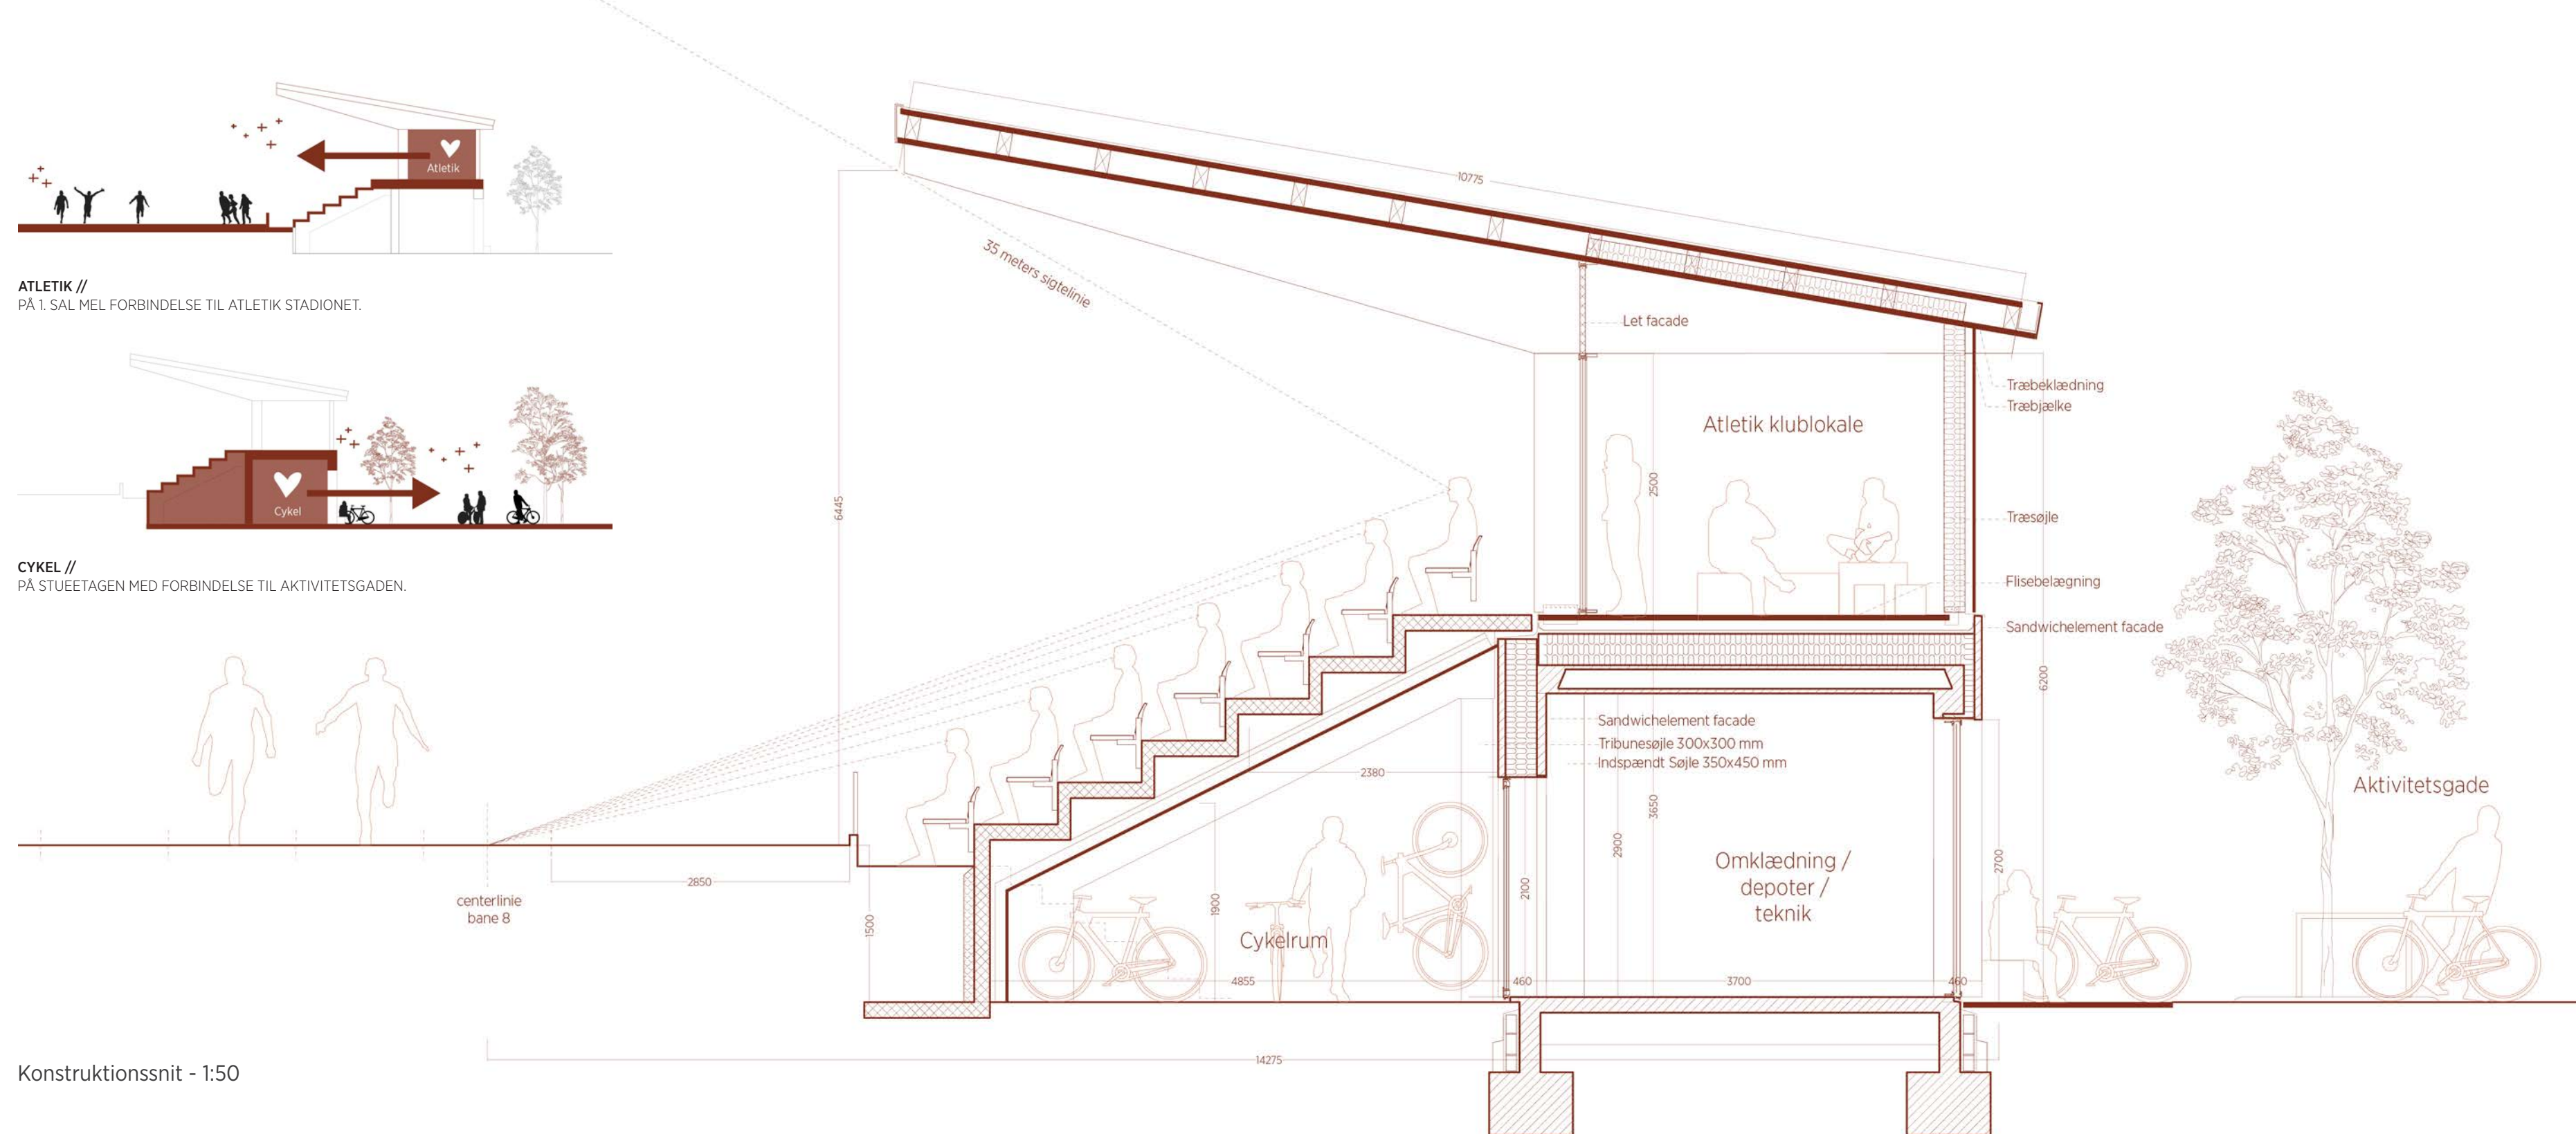 Atletik
ATLETIK //
PÅ 1. SAL MEL FORBINDELSE TIL ATLETIK STADIONET.
Cykel
CYKEL //
PÅ STUEETAGEN MED FORBINDELSE TIL AKTIVITETSGADEN.
10775
35 meters sigtelinie
Let facade
Træbeklædning
Træbjælke
Atletik klublokale
2500
6445
Træsøjle
Flisebelægning
Sandwichelement facade
6200
Sandwichelement facade
Tribunesøjle 300x300 mm
Indspændt Søjle 350x450 mm
2380
Aktivitetsgade
3650
2900
2700
2850
2100
1900
1500
Omklædning /
depoter /
teknik
centerlinie
bane 8
Cykelrum
4855
460
3700
460
14275
Konstruktionssnit - 1:50